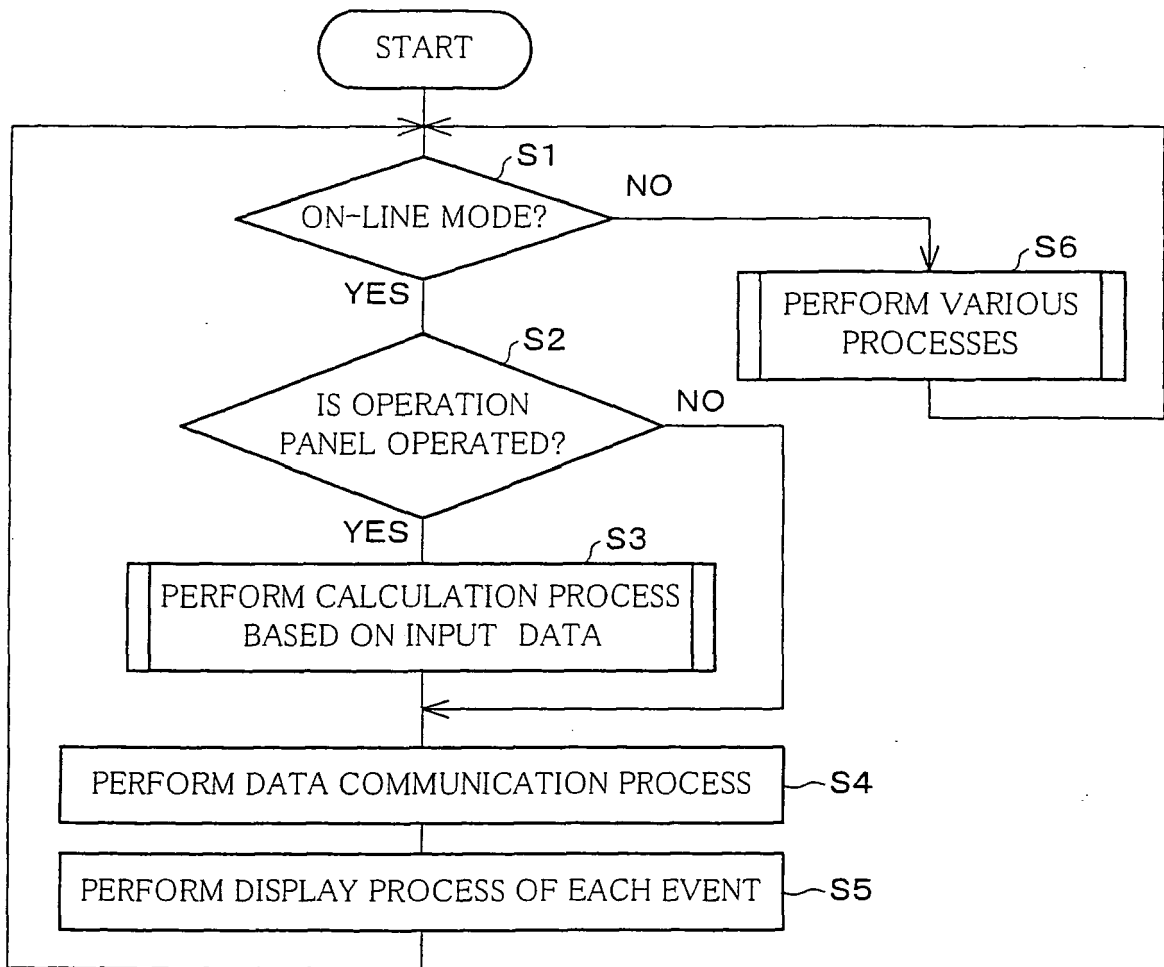 START
S1
ON-LINE MODE?
NO
YES
S6
PERFORM VARIOUS
PROCESSES
S2
IS OPERATION
PANEL OPERATED?
NO
YES
S3
PERFORM CALCULATION PROCESS
BASED ON INPUT DATA
PERFORM DATA COMMUNICATION PROCESS
S4
PERFORM DISPLAY PROCESS OF EACH EVENT
S5